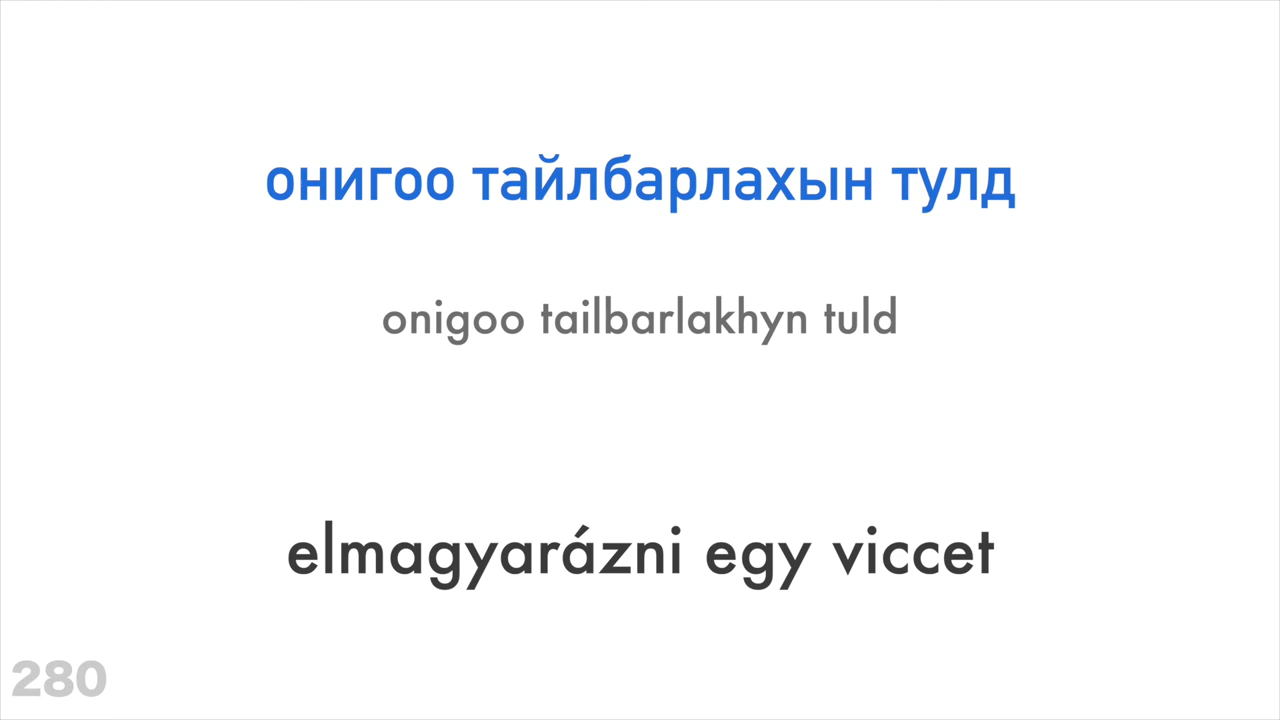 онигоо тайлбарлахын тулд
onigoo tailbarlakhyn tuld
elmagyarázni egy viccet
280